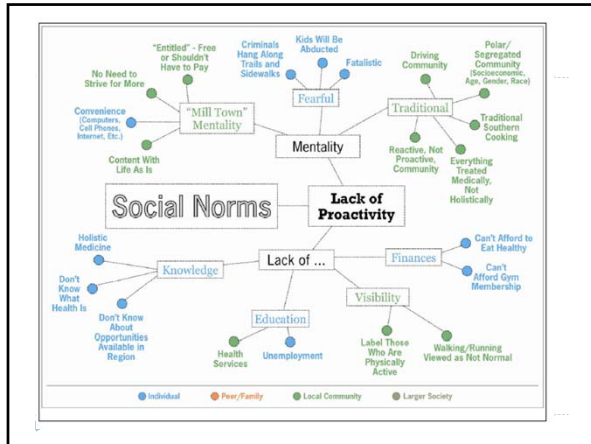 Criminals
Hang Along
Trails and
Sidewalks
Kids Will Be
Abducted
Fatalistic
Fearful
"Entitled" - Free
or Shouldn't
Have to Pay
No Need to
Strive for More
Convenience
(Computers,
Cell Phones,
Internet, Etc.)
Content With
Life As Is
"Mill Town"
Mentality
Mentality
Driving
Community
Polar/
Segregated
Community
(Socioeconomic,
Age, Gender, Race)
Traditional
Traditional
Southern
Cooking
Reactive, Not
Proactive,
Community
Everything
Treated
Medically,
Not
Holistically
Social Norms
Lack of
Proactivity
Lack of ...
Holistic
Medicine
Don't
Know
What
Health Is
Don't Know
About
Opportunities
Available in
Region
Knowledge
Education
Health
Services
Unemployment
Finances
Can't Afford to
Eat Healthy
Can't
Afford Gym
Membership
Visibility
Label Those
Who Are
Physically
Active
Walking/Running
Viewed as Not Normal
Individual
Peer/Family
Local Community
Larger Society